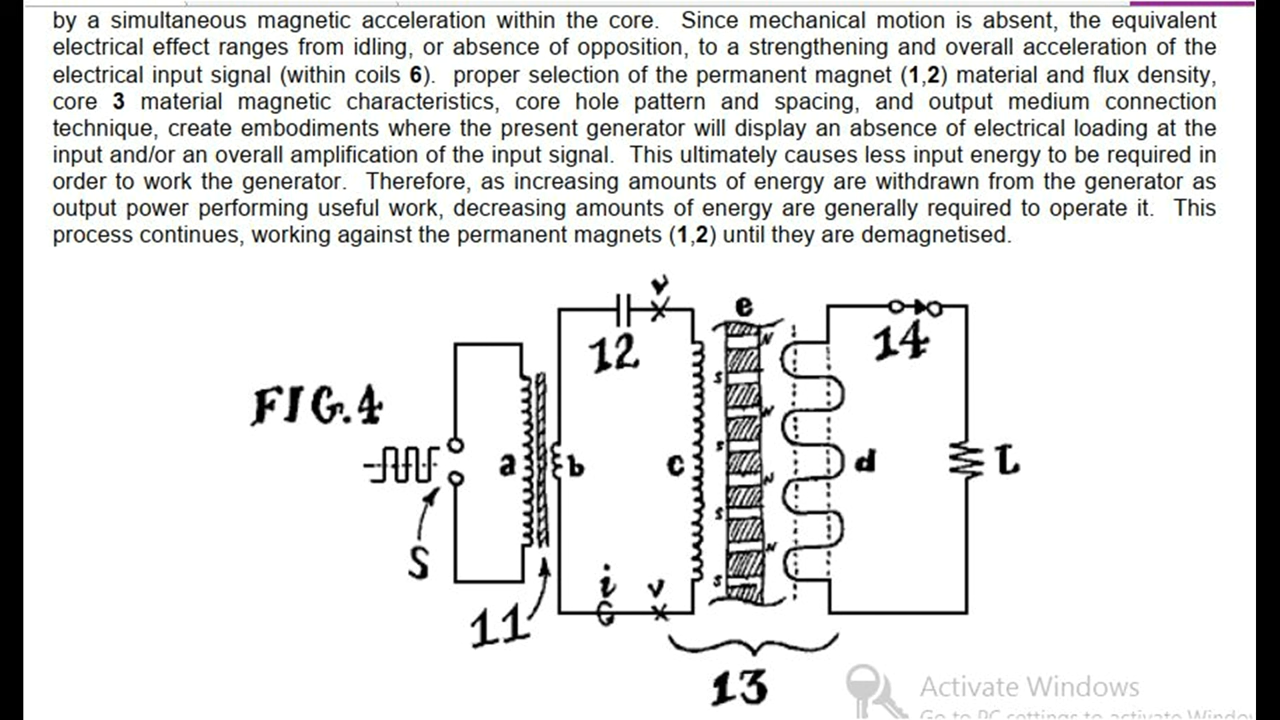 by a simultaneous magnetic acceleration within the core. Since mechanical motion is absent, the equivalent
electrical effect ranges from idling, or absence of opposition, to a strengthening and overall acceleration of the
electrical input signal (within coils 6). proper selection of the permanent magnet (1,2) material and flux density,
core 3 material magnetic characteristics, core hole pattern and spacing, and output medium connection
technique, create embodiments where the present generator will display an absence of electrical loading at the
input and/or an overall amplification of the input signal. This ultimately causes less input energy to be required in
order to work the generator. Therefore, as increasing amounts of energy are withdrawn from the generator as
output power performing useful work, decreasing amounts of energy are generally required to operate it. This
process continues, working against the permanent magnets (1,2) until they are demagnetised.
v
e
12
14
N
S
FIG.4
N
S
a
b
c
d
L
N
S
S
i
v
N
S
11
13
Activate Windows
Go to PC settings to activate Windows